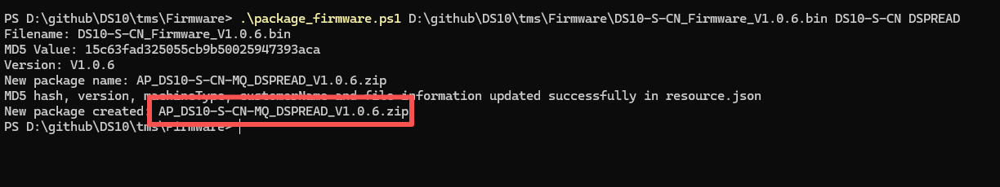 PS D:\github\DS10\tms\Firmware> .\package_firmware.ps1 D:\github\DS10\tms\Firmware\DS10-S-CN_Firmware_V1.0.6.bin DS10-S-CN DSPREAD
Filename: DS10-S-CN_Firmware_V1.0.6.bin
MD5 Value: 15c63fad325055cb9b50025947393aca
Version: V1.0.6
New package name: AP_DS10-S-CN-MQ_DSPREAD_V1.0.6.zip
MD5 hash, version, machineType, customerName and file information updated successfully in resource.json
New package created: AP_DS10-S-CN-MQ_DSPREAD_V1.0.6.zip
PS D:\github\DS10\tms\Firmware>